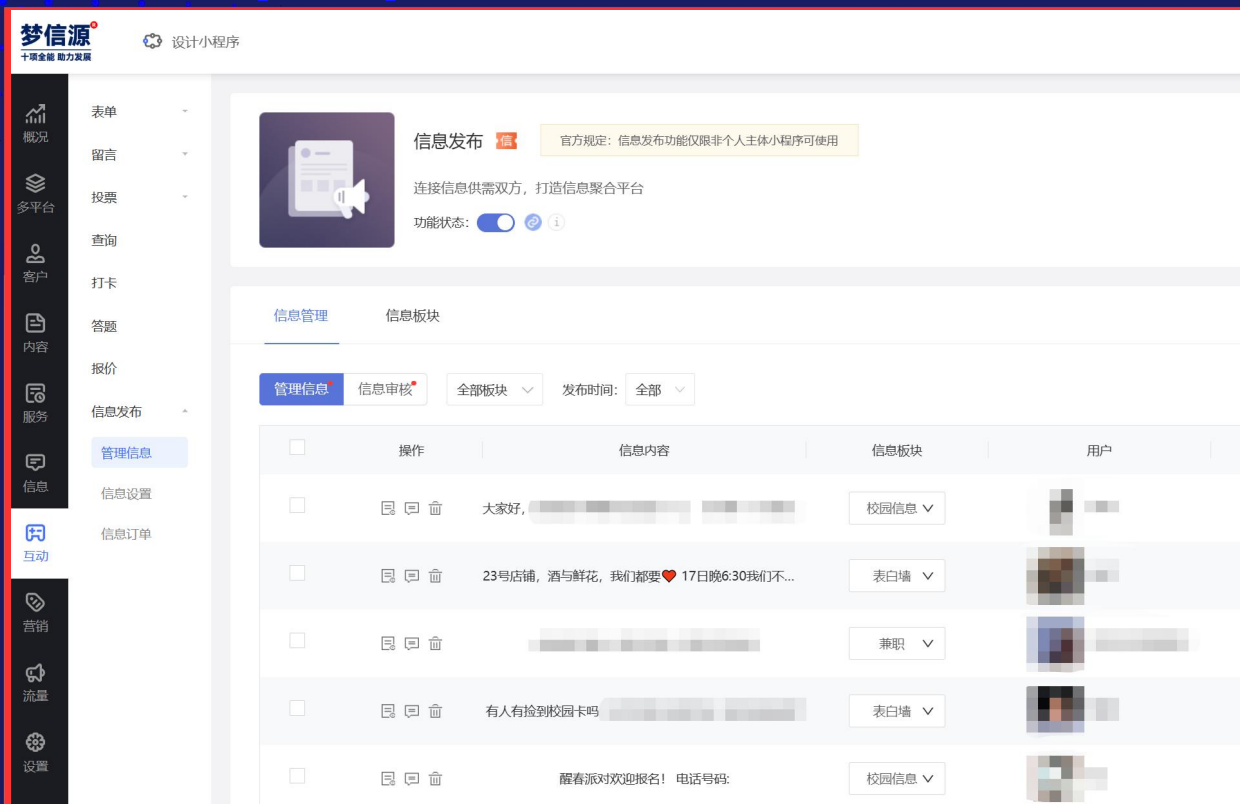 梦信源
十项全能 助力发展
设计小程序
概况
多平台
客户
内容
服务
信息
互动
营销
流量
设置
表单
留言
投票
查询
打卡
答题
报价
信息发布
管理信息
信息设置
信息订单
信息发布 信 官方规定：信息发布功能仅限非个人主体小程序可使用
连接信息供需双方，打造信息聚合平台
功能状态：
信息管理 信息板块
管理信息 信息审核 全部板块 发布时间： 全部
操作 信息内容 信息板块 用户
大家好， 校园信息
23号店铺，酒与鲜花，我们都要❤ 17日晚6:30我们不... 表白墙
兼职
有人有捡到校园卡吗 表白墙
醒春派对欢迎报名！ 电话号码: 校园信息